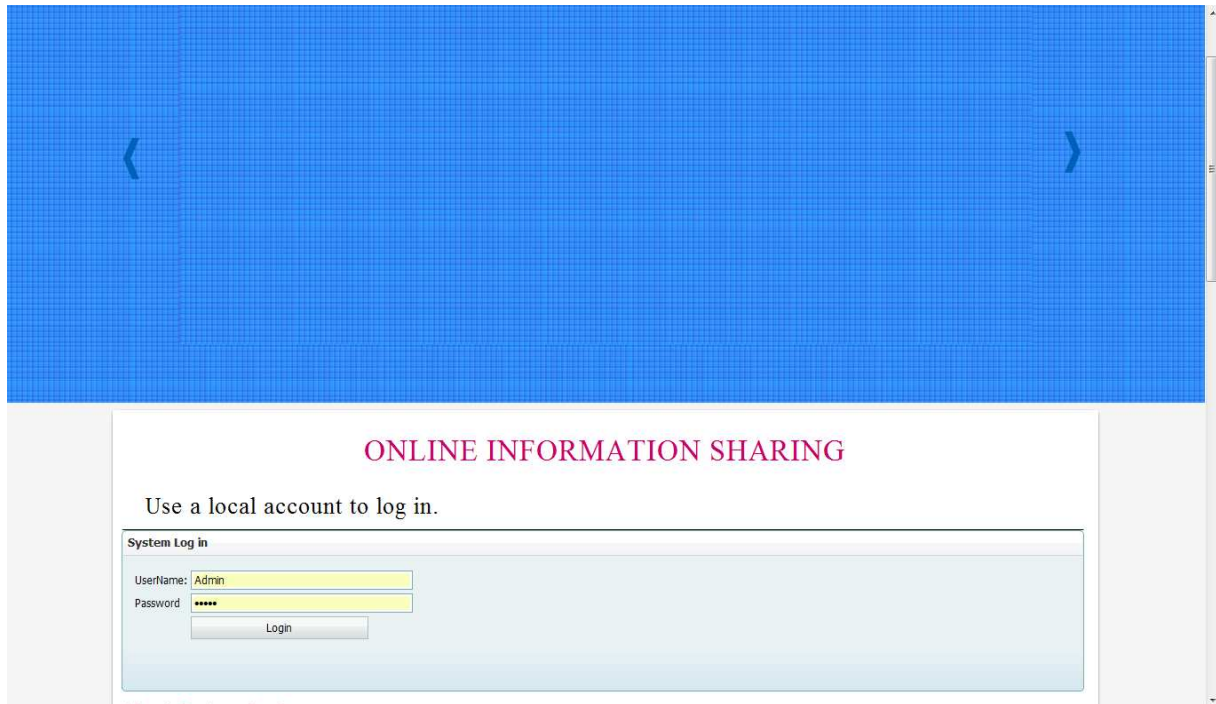 ONLINE INFORMATION SHARING
Use a local account to log in.
System Log in
UserName: Admin
Password •••••
Login